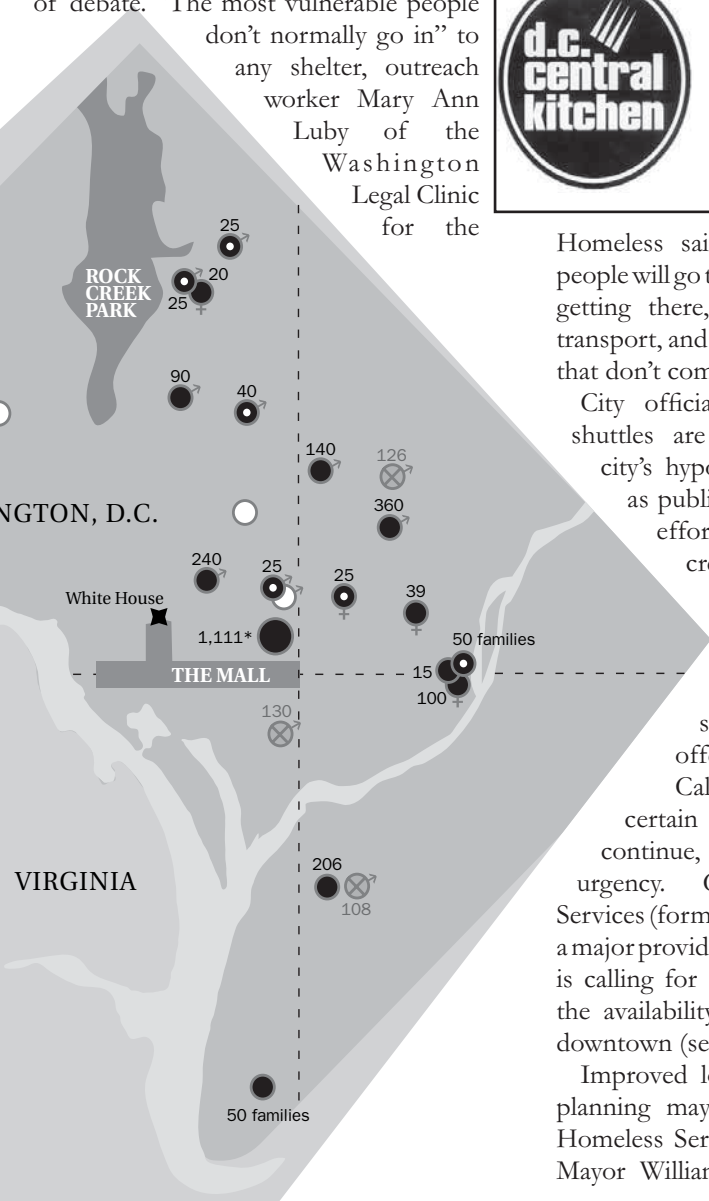 of debate. "The most vulnerable people
don't normally go in" to
any shelter, outreach
worker Mary Ann
Luby of the
Washington
Legal Clinic
for the
d.c.
central
kitchen
25
20
25
ROCK
CREEK
PARK
90
40
140
126
360
NGTON, D.C.
240
25
25
39
White House
1,111*
50 families
15
100
THE MALL
130
VIRGINIA
206
108
50 families
Homeless sai
people will go t
getting there,
transport, and
that don't com
City officia
shuttles are
city's hypo
as publi
effor
cre
s
offe
Cal
certain
continue,
urgency. C
Services (form
a major provid
is calling for
the availability
downtown (se
Improved lo
planning may
Homeless Ser
Mayor William